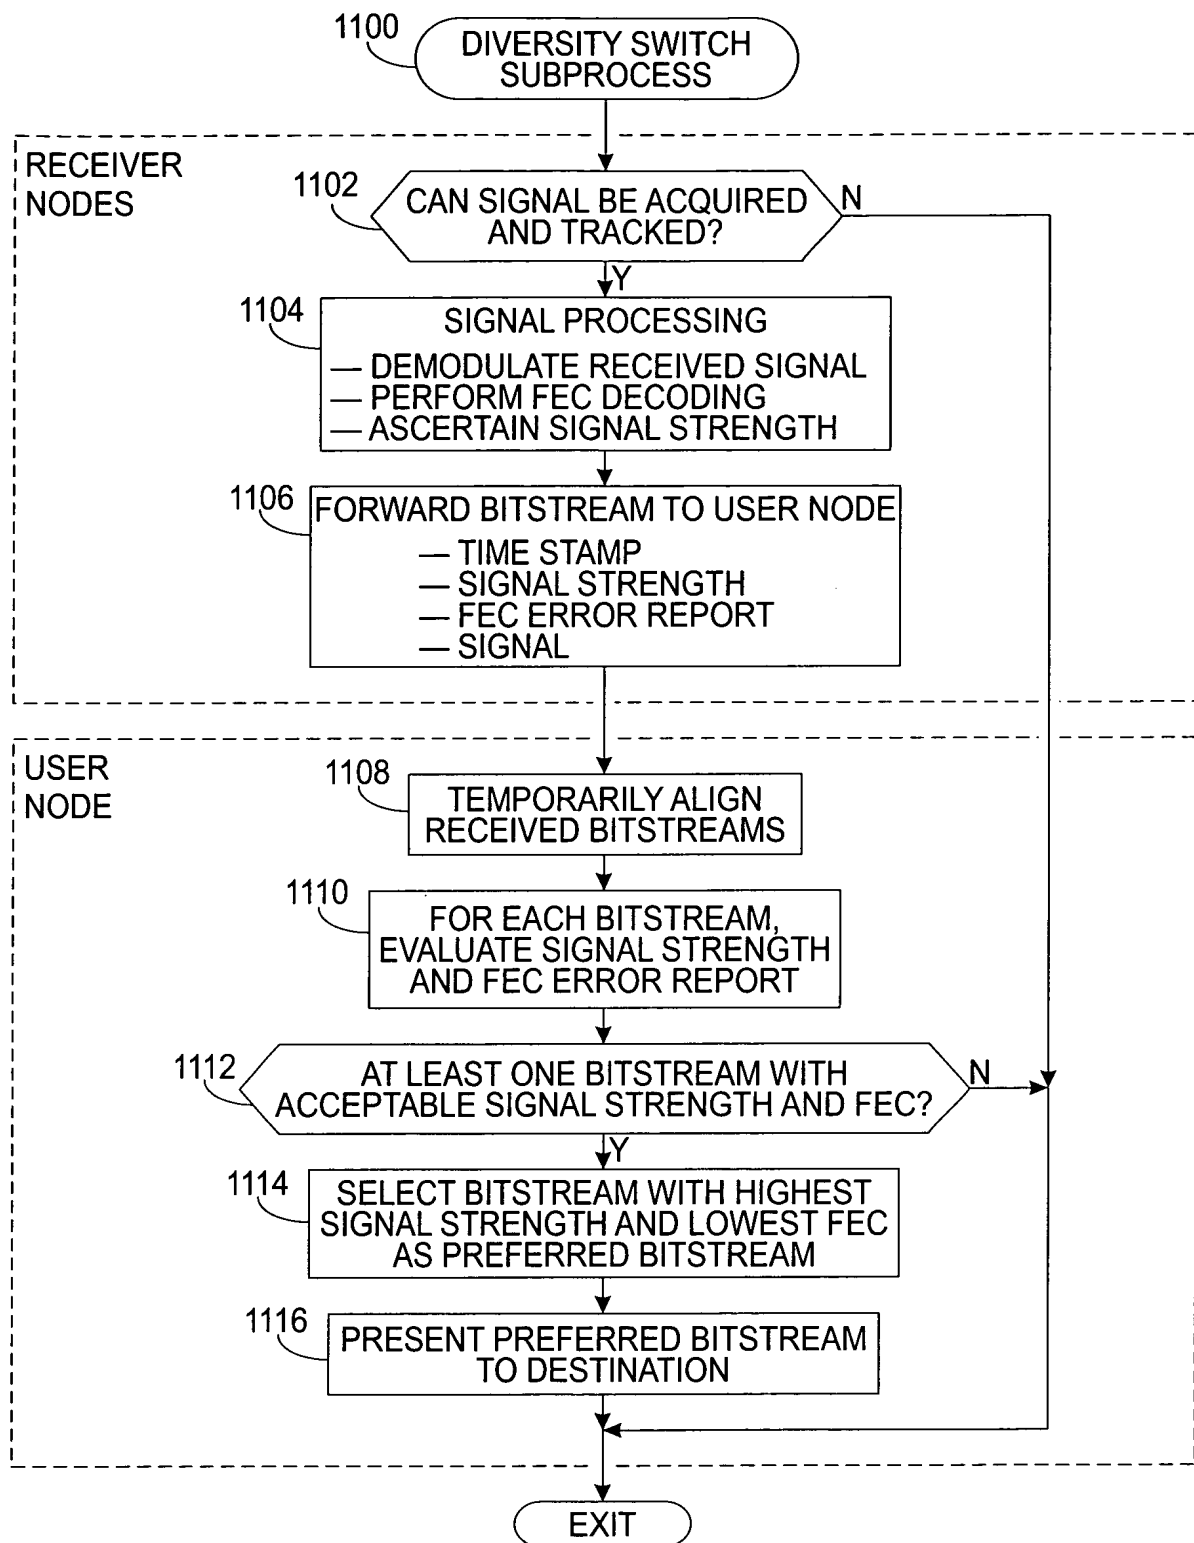 1100
DIVERSITY SWITCH
SUBPROCESS
RECEIVER
NODES
1102
CAN SIGNAL BE ACQUIRED
AND TRACKED?
N
Y
1104
SIGNAL PROCESSING
— DEMODULATE RECEIVED SIGNAL
— PERFORM FEC DECODING
— ASCERTAIN SIGNAL STRENGTH
1106
FORWARD BITSTREAM TO USER NODE
— TIME STAMP
— SIGNAL STRENGTH
— FEC ERROR REPORT
— SIGNAL
USER
NODE
1108
TEMPORARILY ALIGN
RECEIVED BITSTREAMS
1110
FOR EACH BITSTREAM,
EVALUATE SIGNAL STRENGTH
AND FEC ERROR REPORT
1112
AT LEAST ONE BITSTREAM WITH
ACCEPTABLE SIGNAL STRENGTH AND FEC?
N
Y
1114
SELECT BITSTREAM WITH HIGHEST
SIGNAL STRENGTH AND LOWEST FEC
AS PREFERRED BITSTREAM
1116
PRESENT PREFERRED BITSTREAM
TO DESTINATION
EXIT